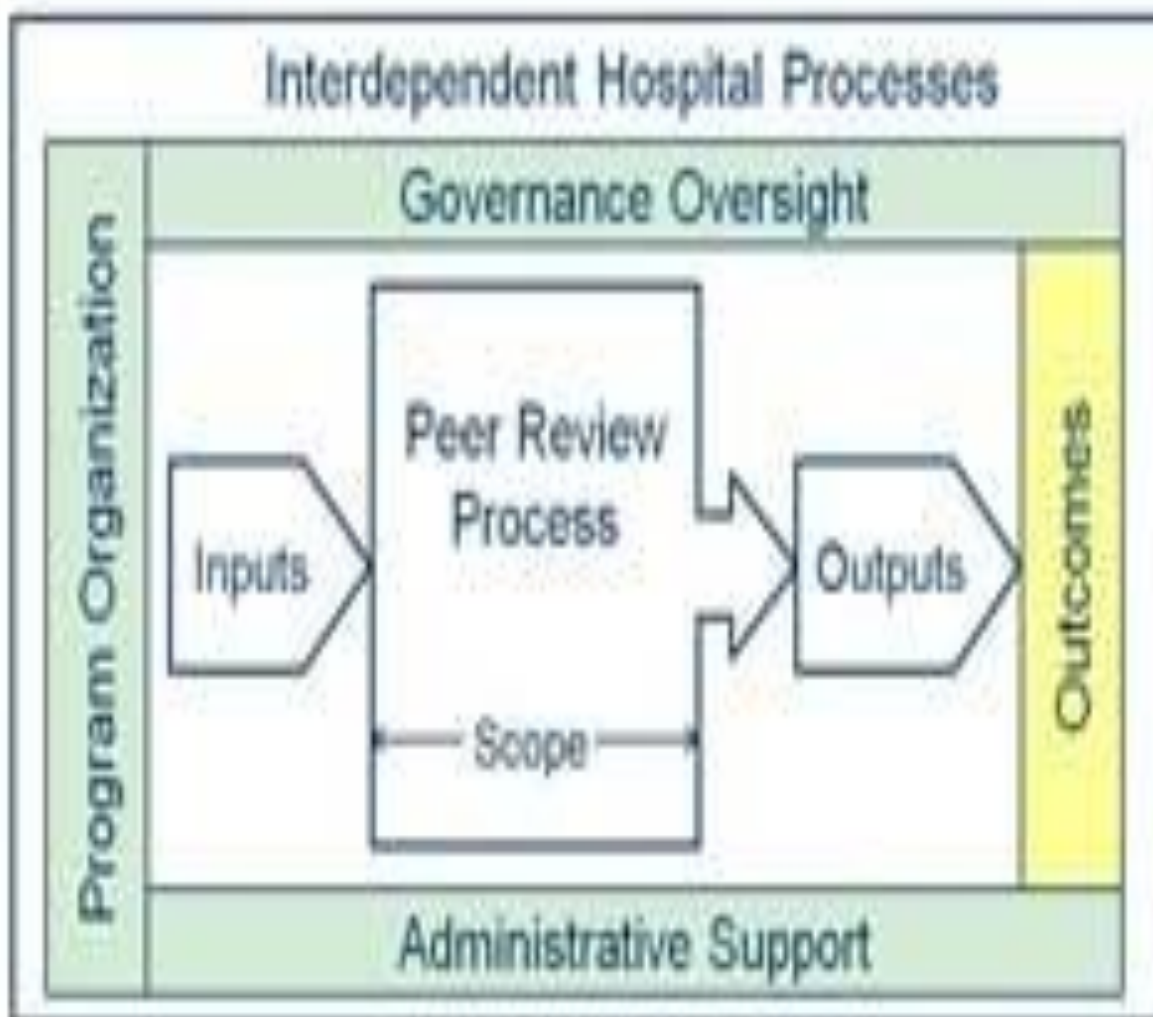 Interdependent Hospital Processes
Governance Oversight
Program Organization
Inputs
Peer Review
Process
Scope
Outputs
Outcomes
Administrative Support